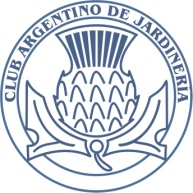 CLUB ARGENTINO DE JARDINERIA